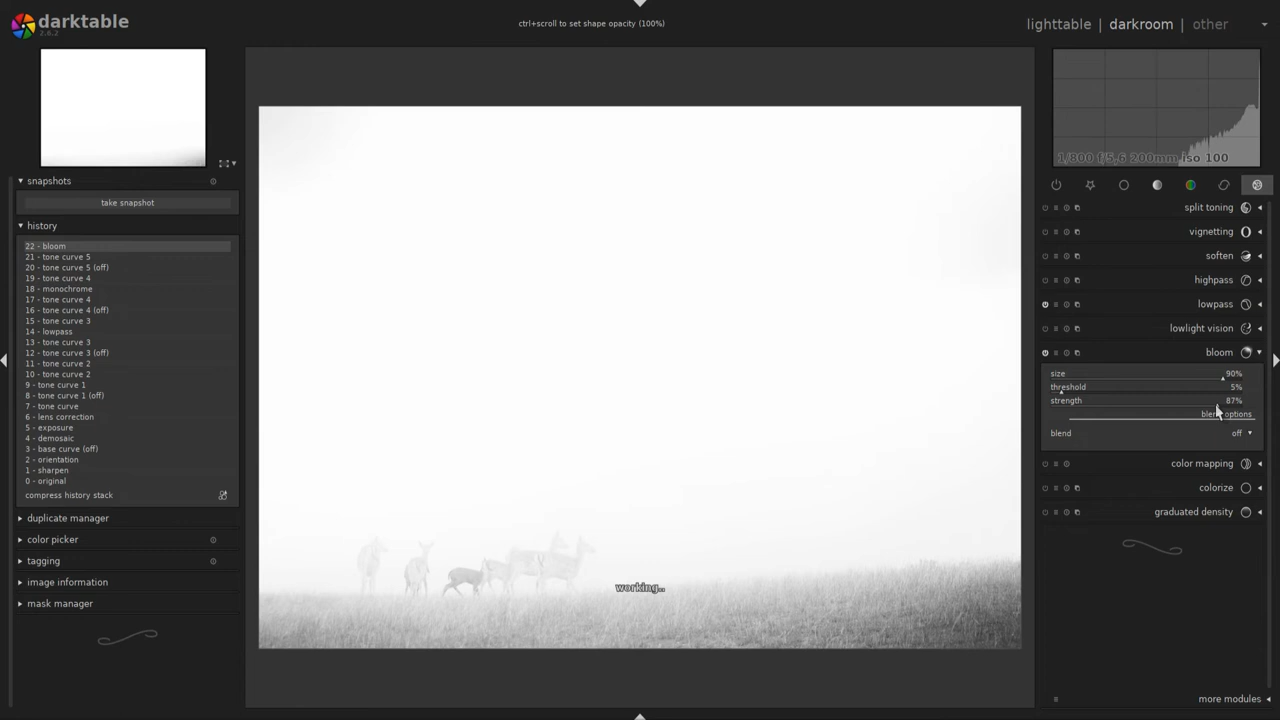 darktable
2.6.2
ctrl+scroll to set shape opacity (100%)
lighttable | darkroom | other
snapshots
take snapshot
history
22 - bloom
21 - tone curve 5
20 - tone curve 5 (off)
19 - tone curve 4
18 - monochrome
17 - tone curve 4
16 - tone curve 4 (off)
15 - tone curve 3
14 - lowpass
13 - tone curve 3
12 - tone curve 3 (off)
11 - tone curve 2
10 - tone curve 2
9 - tone curve 1
8 - tone curve 1 (off)
7 - tone curve
6 - lens correction
5 - exposure
4 - demosaic
3 - base curve (off)
2 - orientation
1 - sharpen
0 - original
compress history stack
duplicate manager
color picker
tagging
image information
mask manager
working..
1/800 f/5,6 200mm iso 100
split toning
vignetting
soften
highpass
lowpass
lowlight vision
bloom
size 90%
threshold 5%
strength 87%
blend options
blend off
color mapping
colorize
graduated density
more modules